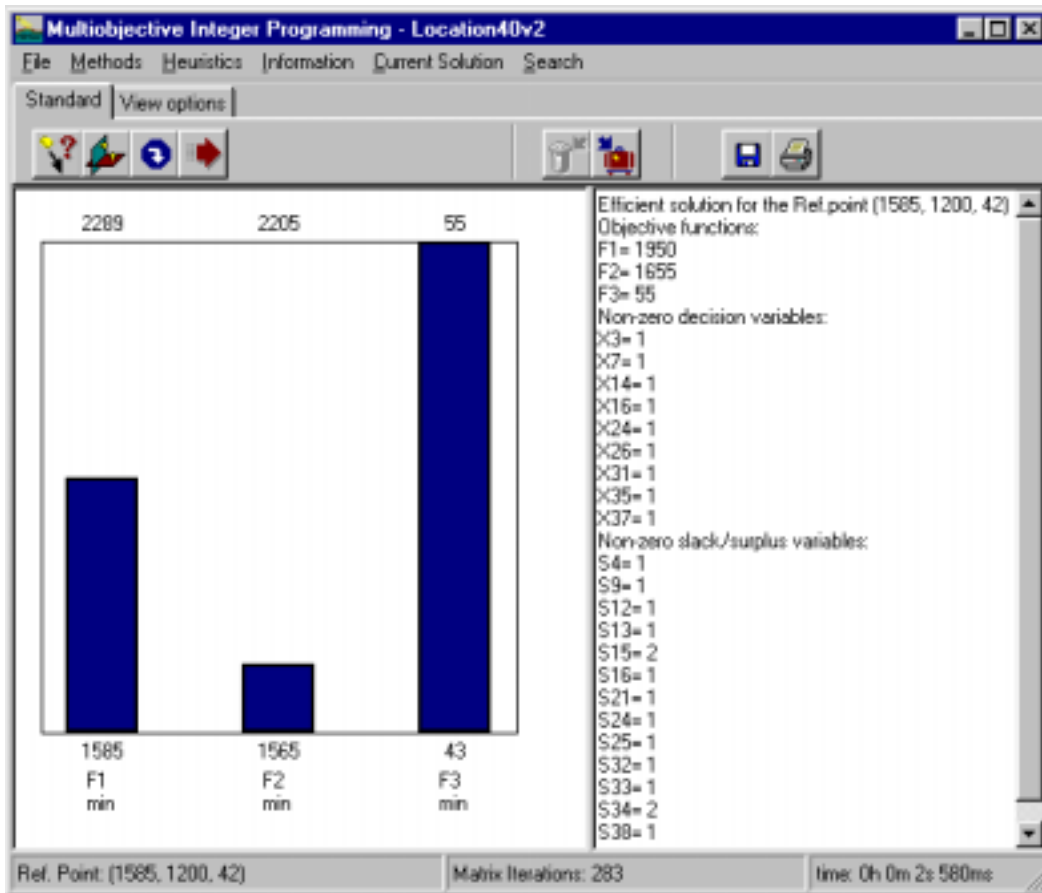 Multiobjective Integer Programming - Location40v2
File Methods Heuristics Information Current Solution Search
Standard View options
2289 2205 55
1585 1565 43
F1 F2 F3
min min min
Efficient solution for the Ref.point (1585, 1200, 42)
Objective functions:
F1= 1950
F2= 1655
F3= 55
Non-zero decision variables:
X3= 1
X7= 1
X14= 1
X16= 1
X24= 1
X26= 1
X31= 1
X35= 1
X37= 1
Non-zero slack/surplus variables:
S4= 1
S9= 1
S12= 1
S13= 1
S15= 2
S16= 1
S21= 1
S24= 1
S25= 1
S32= 1
S33= 1
S34= 2
S38= 1
Ref. Point: (1585, 1200, 42) Matrix Iterations: 283 time: 0h 0m 2s 580ms